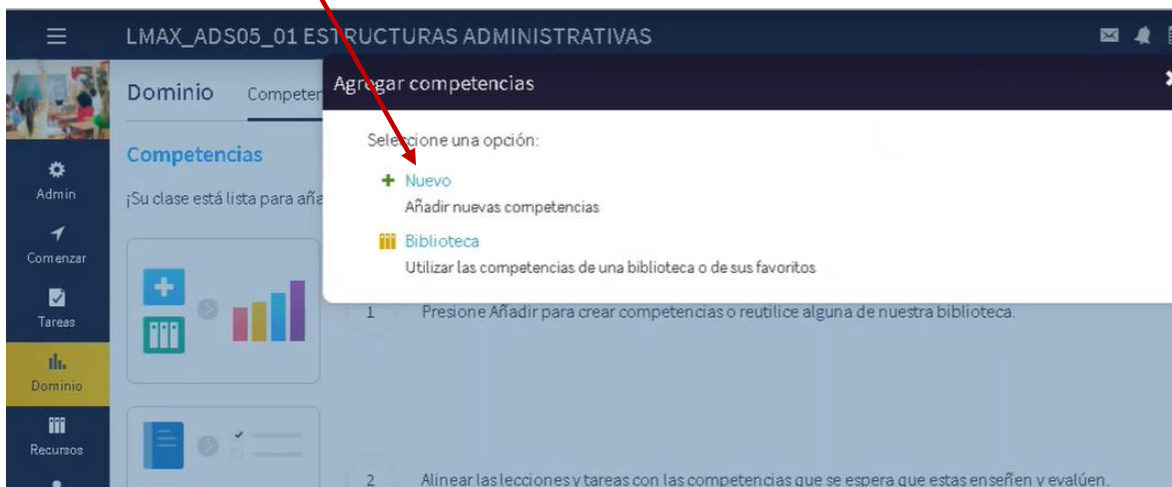 LMAX_ADS05_01 ESTRUCTURAS ADMINISTRATIVAS
Dominio
Agregar competencias
Seleccione una opción:
Competencias
Nuevo
Admin
¡Su clase está lista para
Añadir nuevas competencias
Biblioteca
Comenzar
Utilizar las competencias de una biblioteca o de sus favoritos
1 Presione Añadir para crear competencias o reutilice alguna de nuestra biblioteca.
Tareas
Dominio
Recursos
2 Alinear las lecciones y tareas con las competencias que se espera que estas enseñen y evalúen.